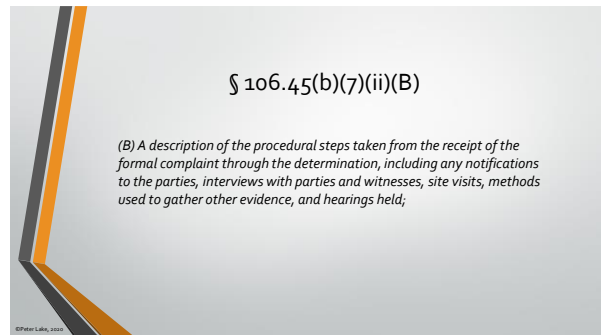 § 106.45(b)(7)(ii)(B)
(B) A description of the procedural steps taken from the receipt of the
formal complaint through the determination, including any notifications
to the parties, interviews with parties and witnesses, site visits, methods
used to gather other evidence, and hearings held;
©Peter Lake, 2020